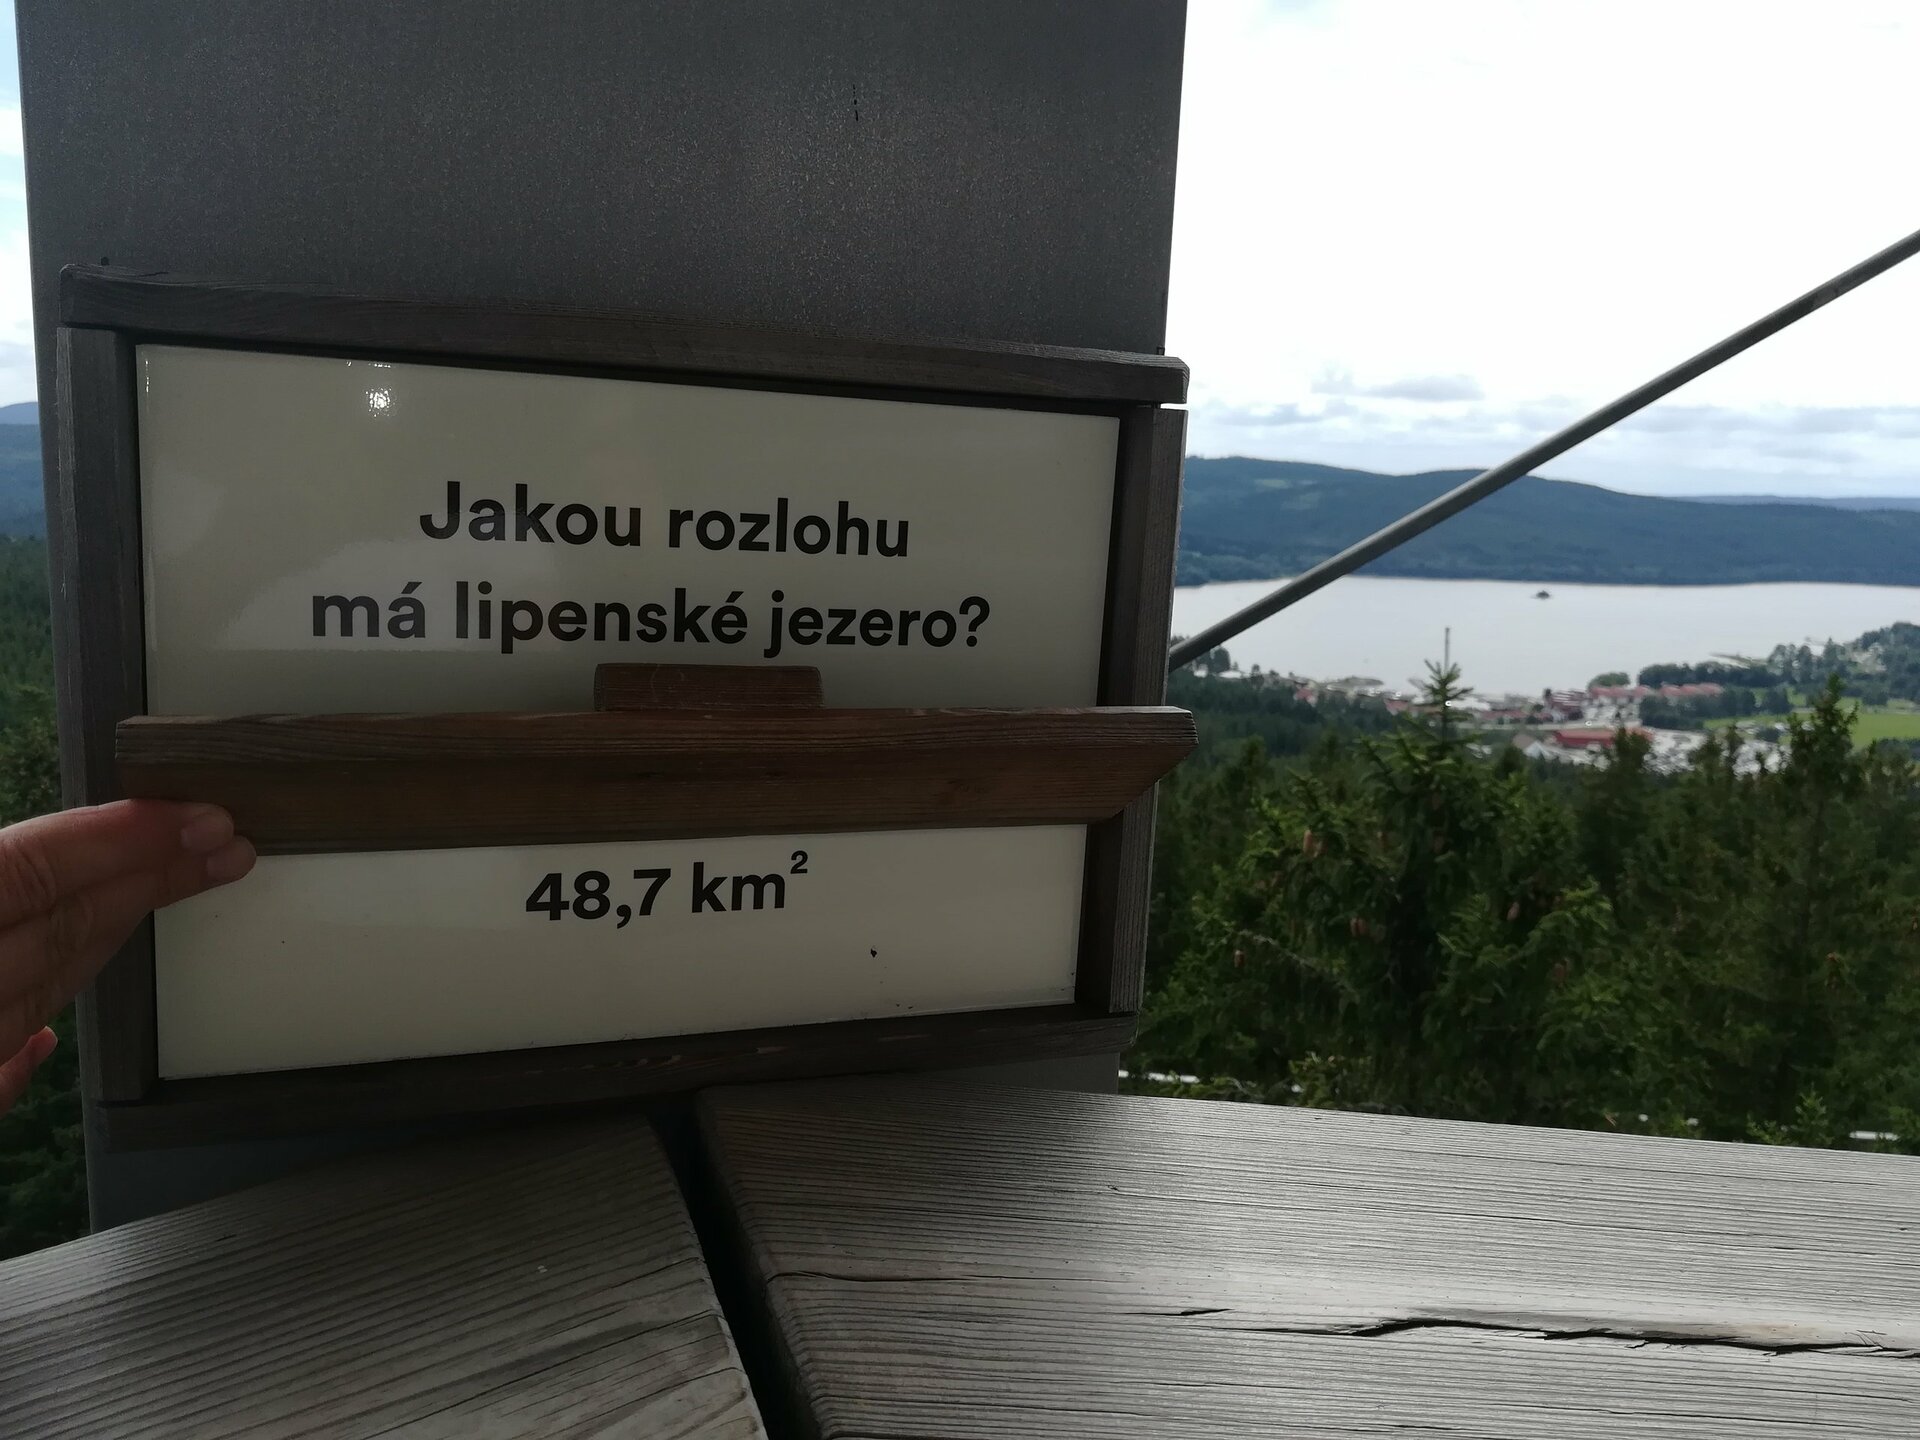 Jakou rozlohu
má lipenské jezero?
48,7 km²